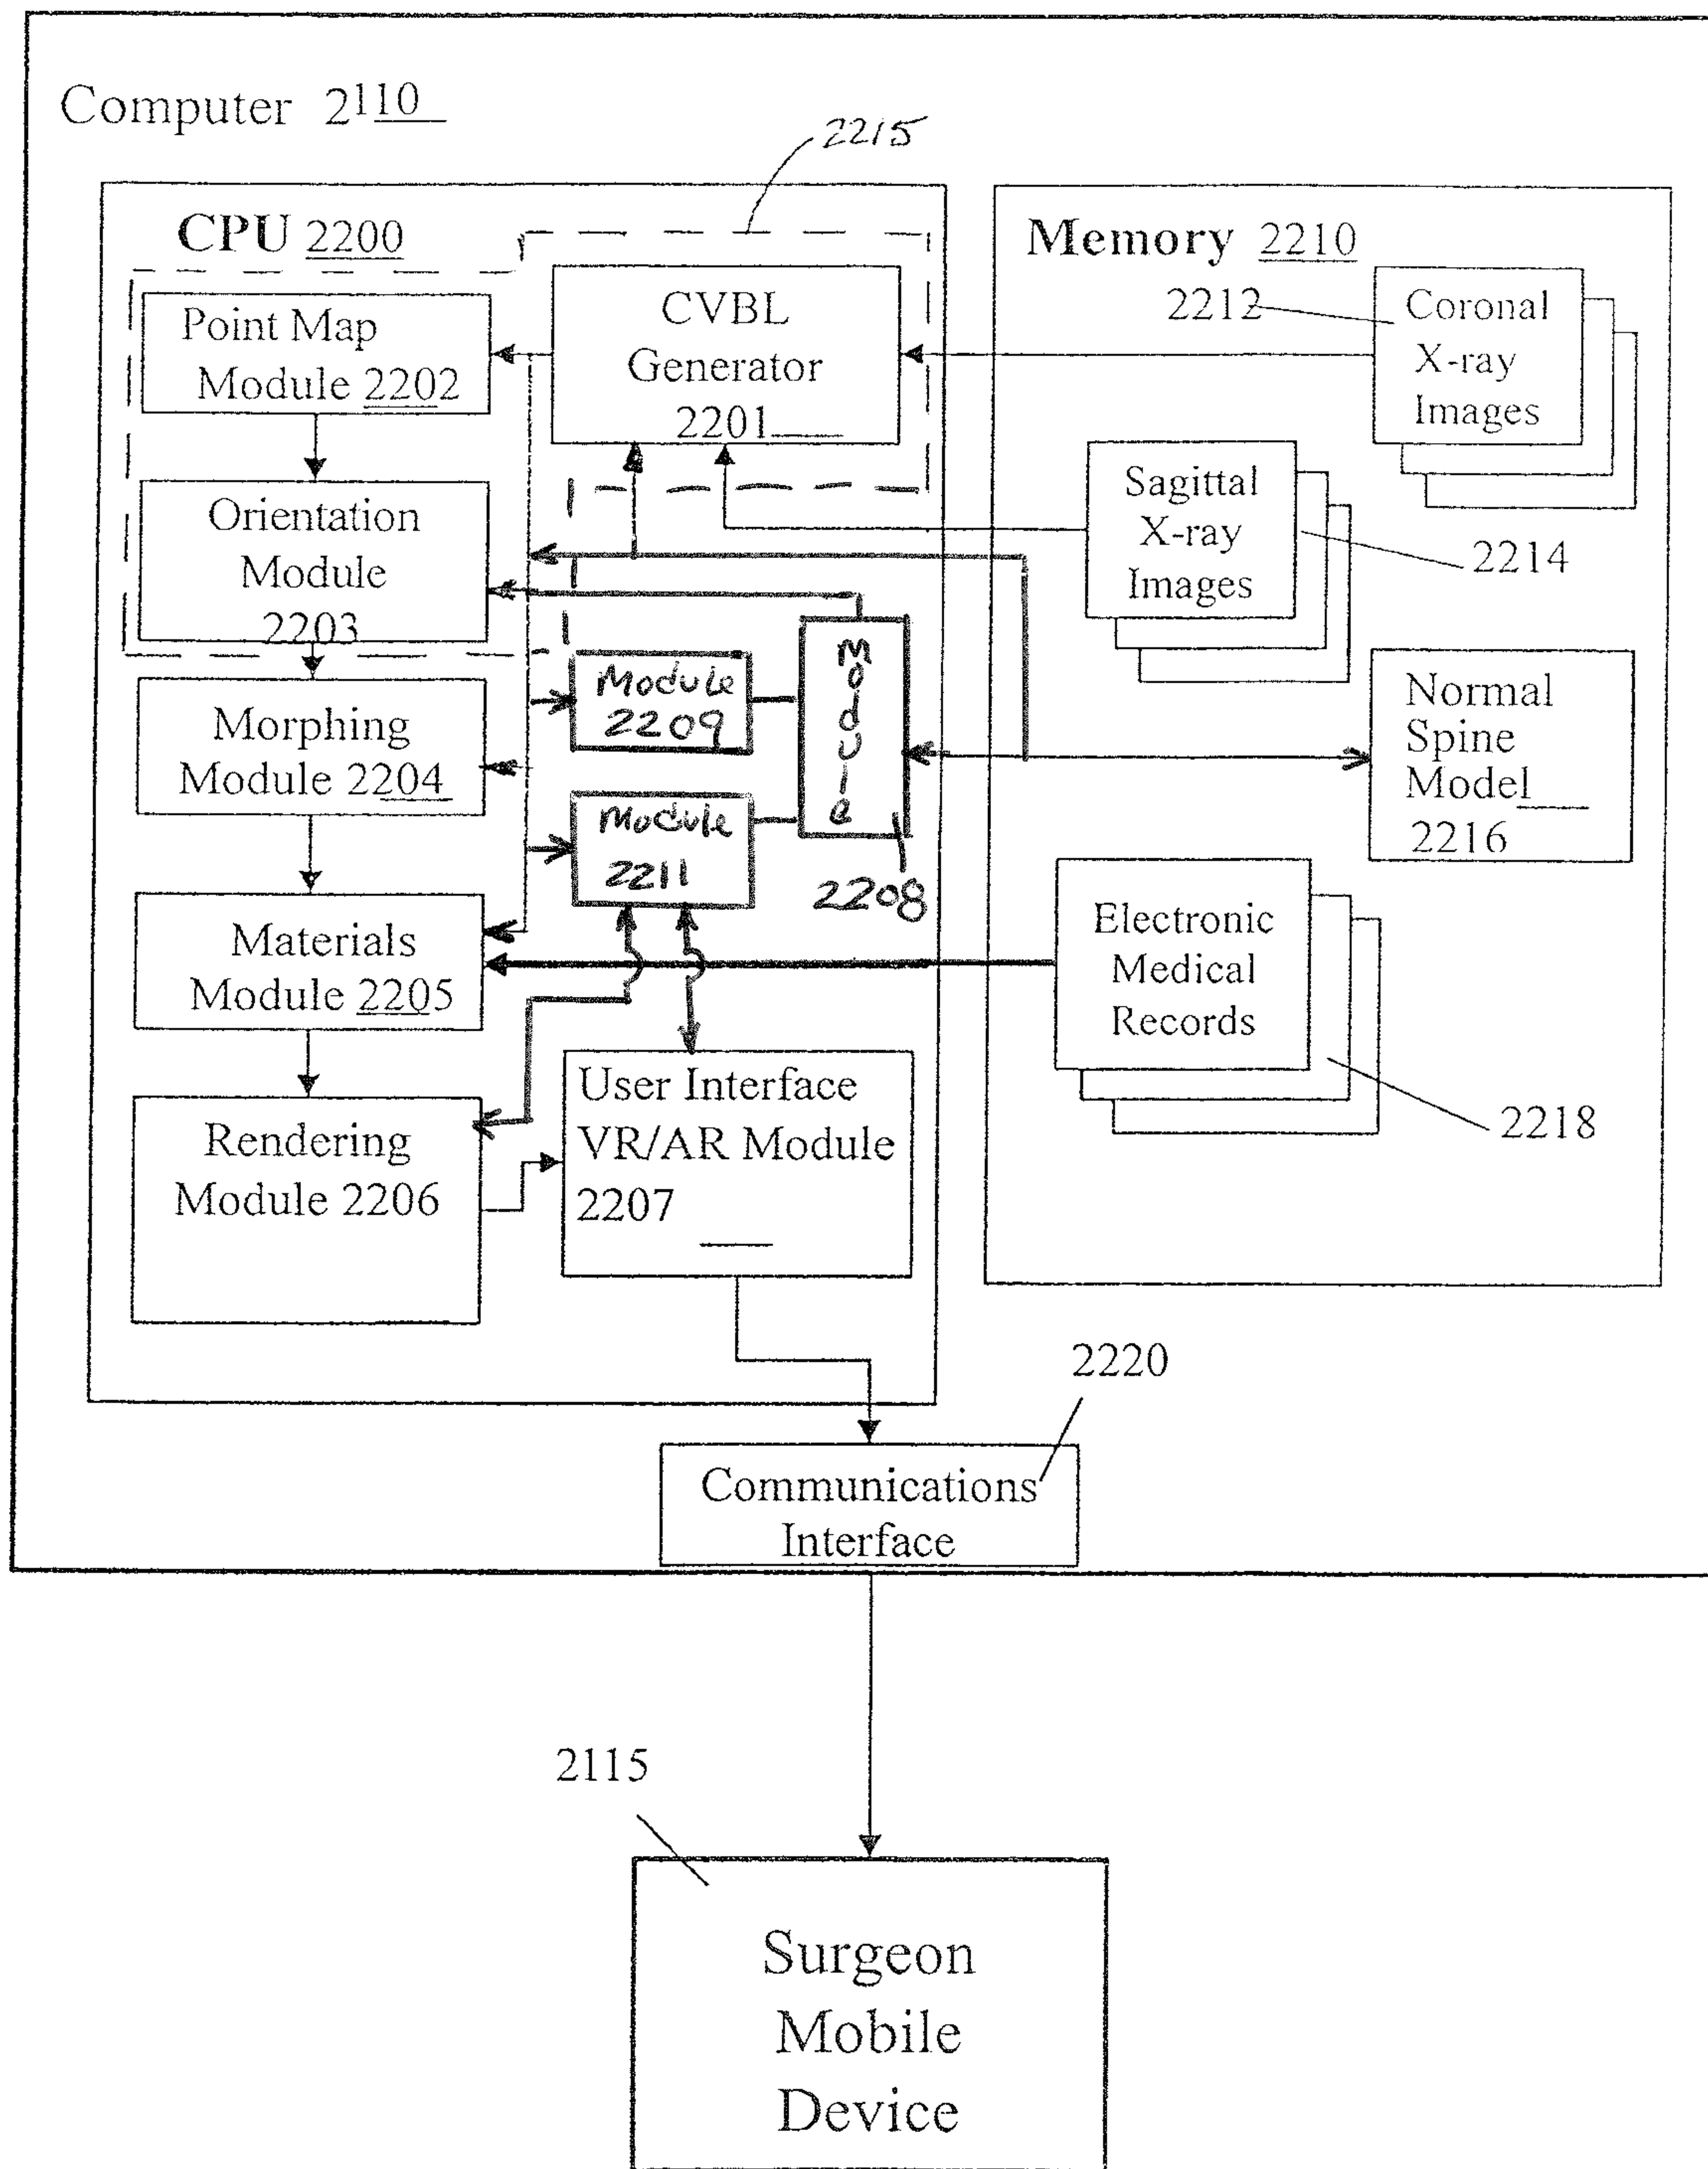 Computer 2110
2215
CPU 2200
Point Map
Module 2202
CVBL
Generator
2201
Orientation
Module
2203
Morphing
Module 2204
Module
2209
Module
2211
Module
2208
Materials
Module 2205
Rendering
Module 2206
User Interface
VR/AR Module
2207
Memory 2210
2212
Coronal
X-ray
Images
Sagittal
X-ray
Images
2214
Normal
Spine
Model
2216
Electronic
Medical
Records
2218
2220
Communications
Interface
2115
Surgeon
Mobile
Device